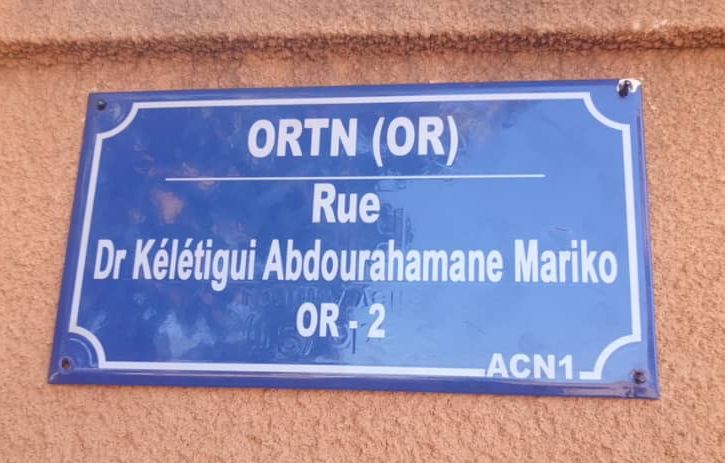 ORTN (OR)
Rue
Dr Kélétigui Abdourahamane Mariko
OR - 2
ACN1